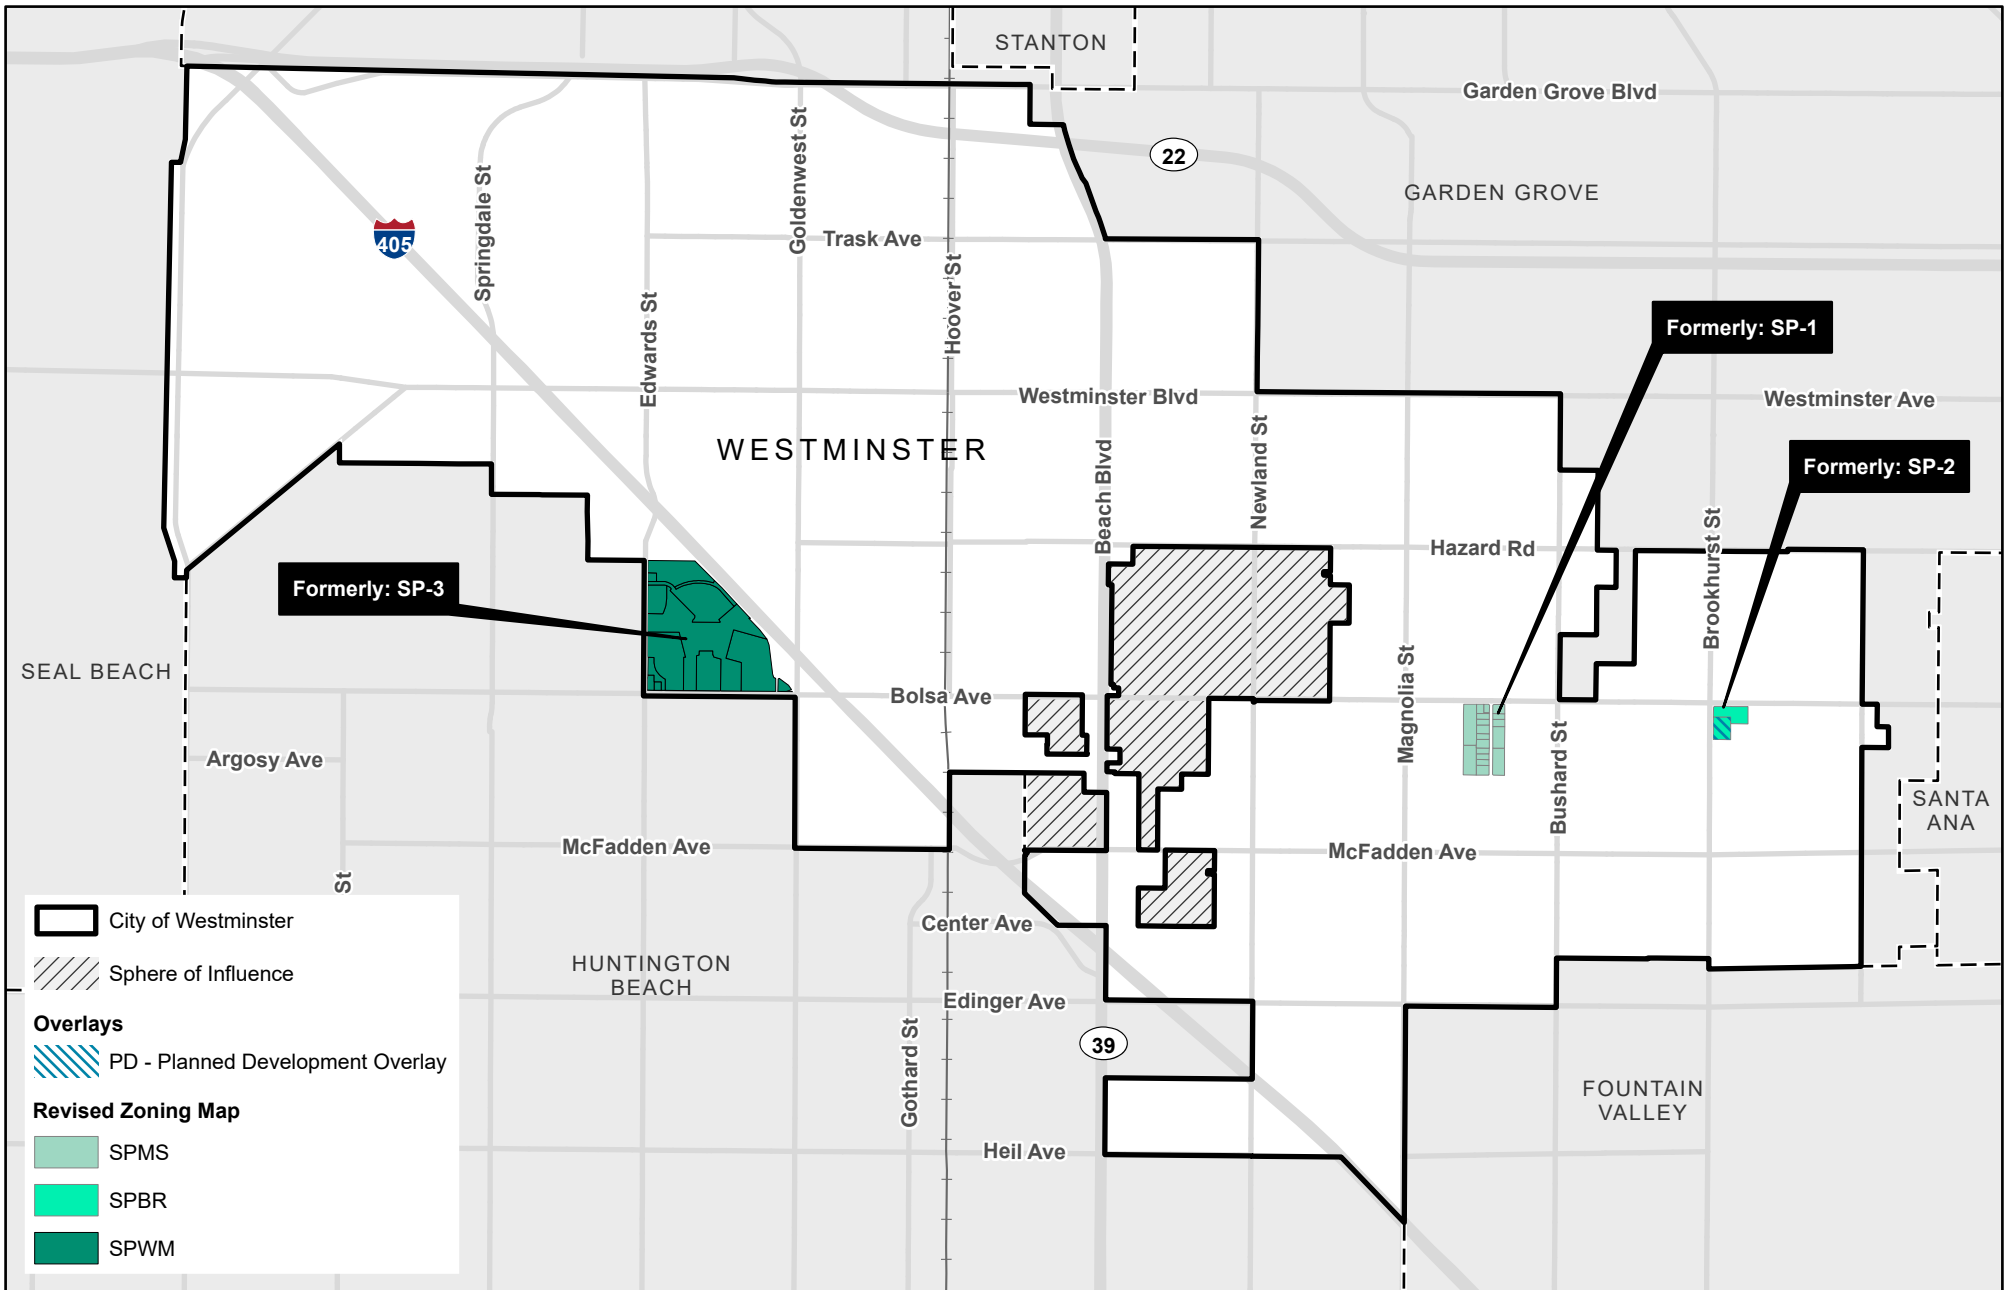 STANTON
Garden Grove Blvd
22
GARDEN GROVE
Goldenwest St
Springdale St
405
Trask Ave
Hoover St
Edwards St
Formerly: SP-1
Westminster Blvd
Westminster Ave
WESTMINSTER
Beach Blvd
Newland St
Formerly: SP-2
Hazard Rd
Brookhurst St
Formerly: SP-3
SEAL BEACH
Bolsa Ave
Magnolia St
Bushard St
Argosy Ave
SANTA
ANA
McFadden Ave
McFadden Ave
St
Center Ave
HUNTINGTON
BEACH
Edinger Ave
39
Gothard St
FOUNTAIN
VALLEY
Heil Ave
City of Westminster
Sphere of Influence
Overlays
PD - Planned Development Overlay
Revised Zoning Map
SPMS
SPBR
SPWM